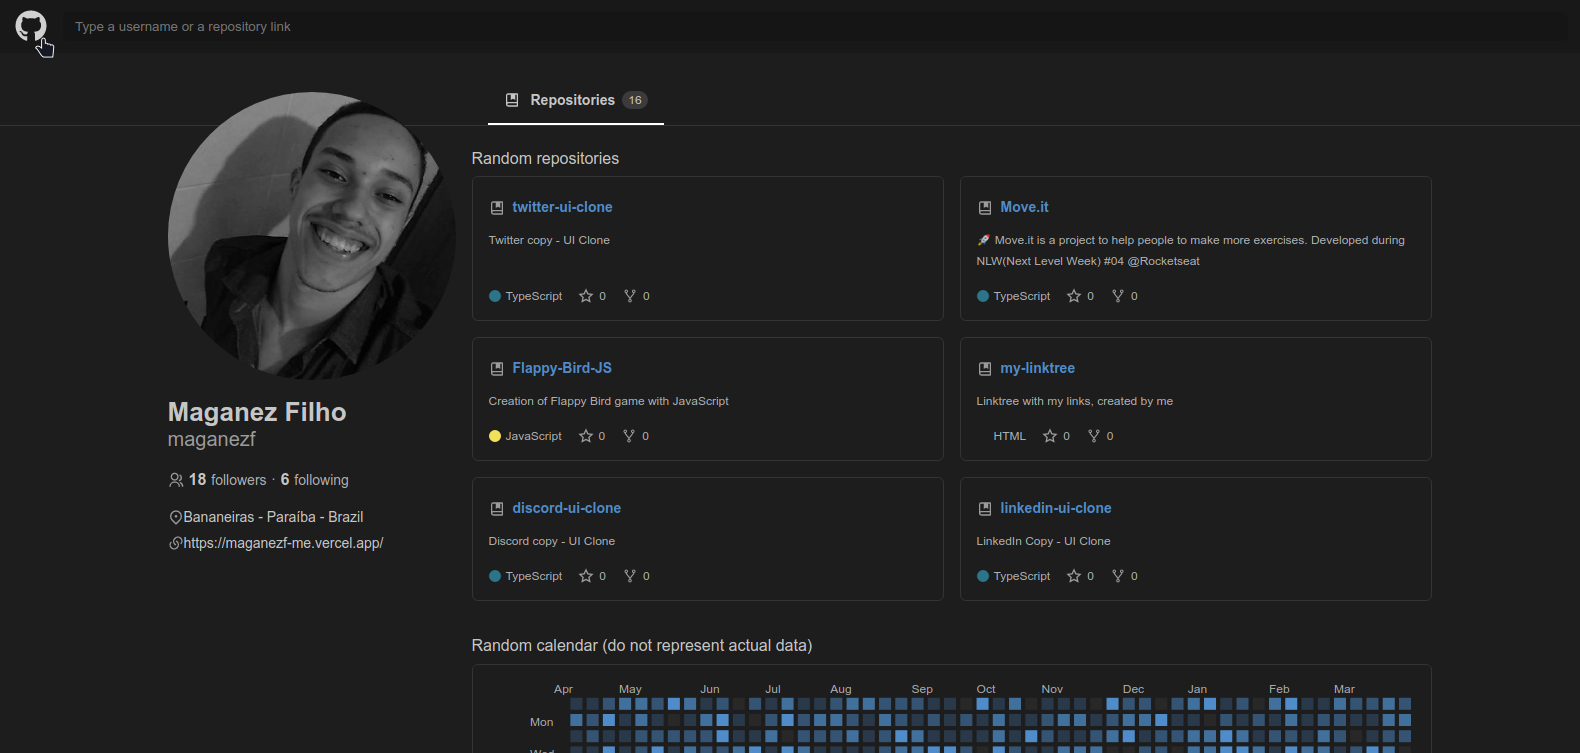 Type a username or a repository link
Repositories 16
Random repositories
twitter-ui-clone
Twitter copy - UI Clone
TypeScript 0 0
Move.it
🚀 Move.it is a project to help people to make more exercises. Developed during
NLW(Next Level Week) #04 @Rocketseat
TypeScript 0 0
Flappy-Bird-JS
Creation of Flappy Bird game with JavaScript
JavaScript 0 0
my-linktree
Linktree with my links, created by me
HTML 0 0
discord-ui-clone
Discord copy - UI Clone
TypeScript 0 0
linkedin-ui-clone
LinkedIn Copy - UI Clone
TypeScript 0 0
Maganez Filho
maganezf
18 followers · 6 following
Bananeiras - Paraíba - Brazil
https://maganezf-me.vercel.app/
Random calendar (do not represent actual data)
Apr May Jun Jul Aug Sep Oct Nov Dec Jan Feb Mar
Mon
Wed